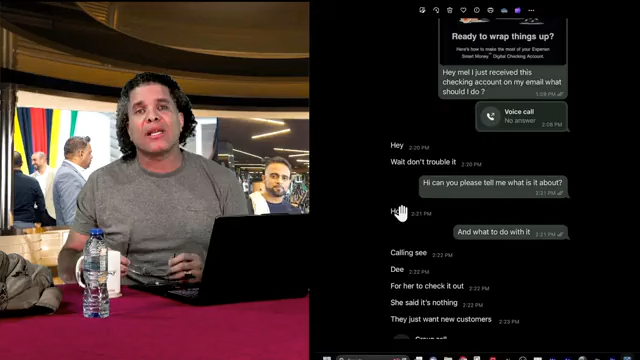 Ready to wrap things up?
Here's how to make the most of your Experian
Smart Money™ Digital Checking Account.
Hey mel I just received this
checking account on my email what
should I do ?
1:08 PM
Voice call
No answer
2:08 PM
Hey
2:20 PM
Wait don't trouble it
2:20 PM
Hi can you please tell me what is it about?
2:21 PM
2:21 PM
And what to do with it
2:21 PM
Calling see
2:22 PM
Dee
2:22 PM
For her to check it out
2:22 PM
She said it's nothing
2:22 PM
They just want new customers
2:23 PM
Group call